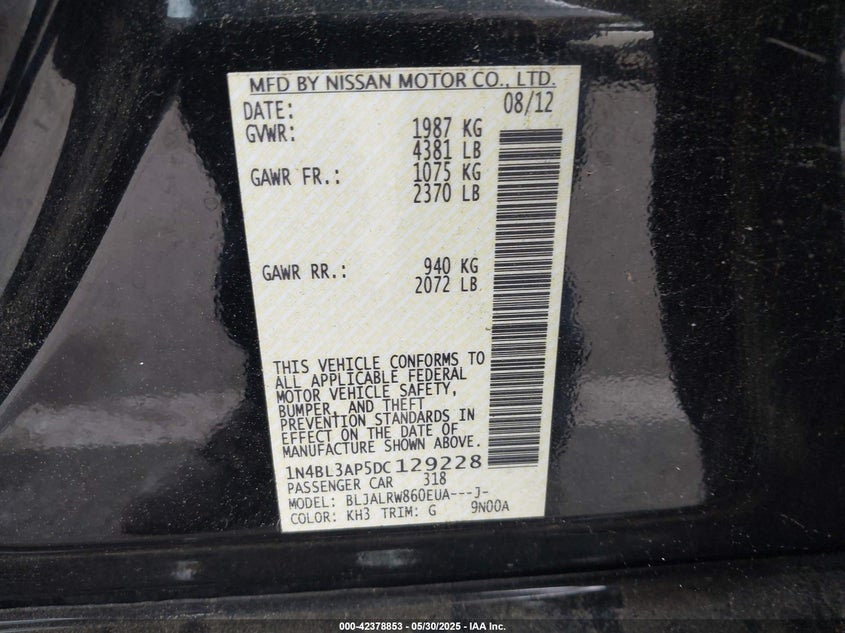 MFD BY NISSAN MOTOR CO., LTD.
DATE: 08/12
GVWR: 1987 KG
4381 LB
GAWR FR.: 1075 KG
2370 LB
GAWR RR.: 940 KG
2072 LB
THIS VEHICLE CONFORMS TO
ALL APPLICABLE FEDERAL
MOTOR VEHICLE SAFETY,
BUMPER, AND THEFT
PREVENTION STANDARDS IN
EFFECT ON THE DATE OF
MANUFACTURE SHOWN ABOVE.
1N4BL3AP5DC129228
PASSENGER CAR 318
MODEL: BLJALRW860EUA---J-
COLOR: KH3 TRIM: G 9N00A
000-42378853 — 05/30/2025 — IAA Inc.